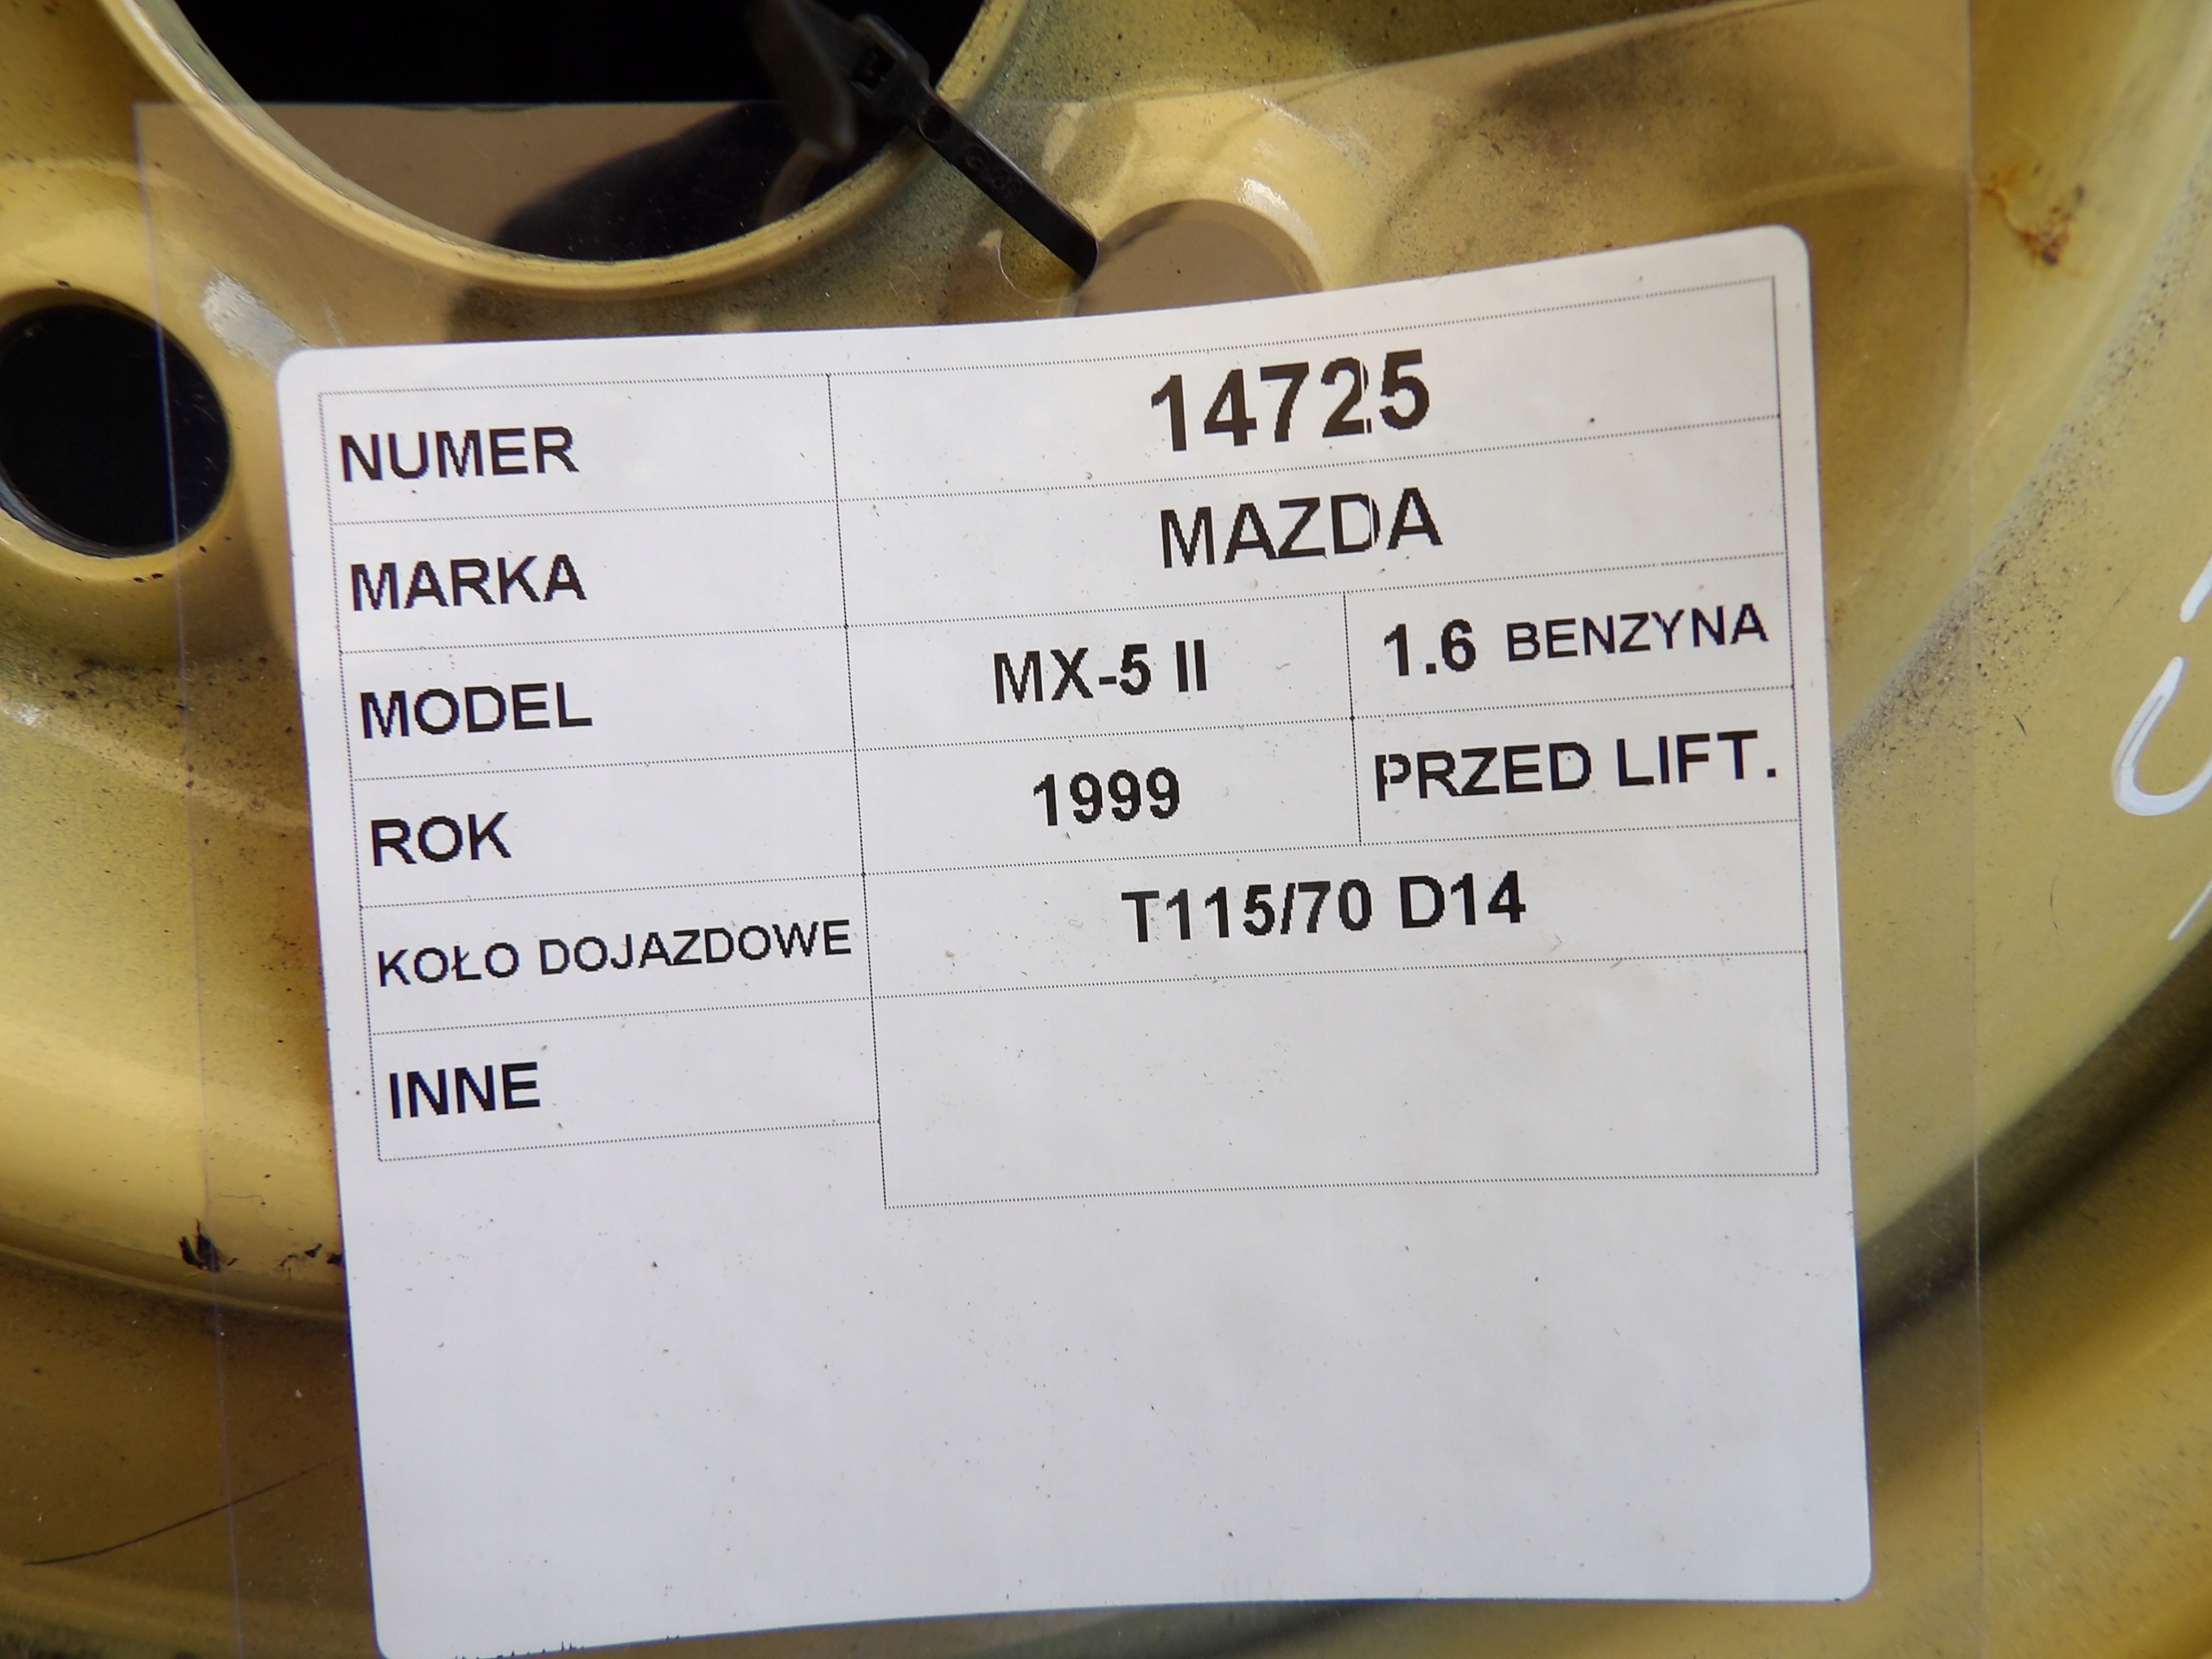 NUMER 14725
MARKA MAZDA
MODEL MX-5 II 1.6 BENZYNA
ROK 1999 PRZED LIFT.
KOŁO DOJAZDOWE T115/70 D14
INNE